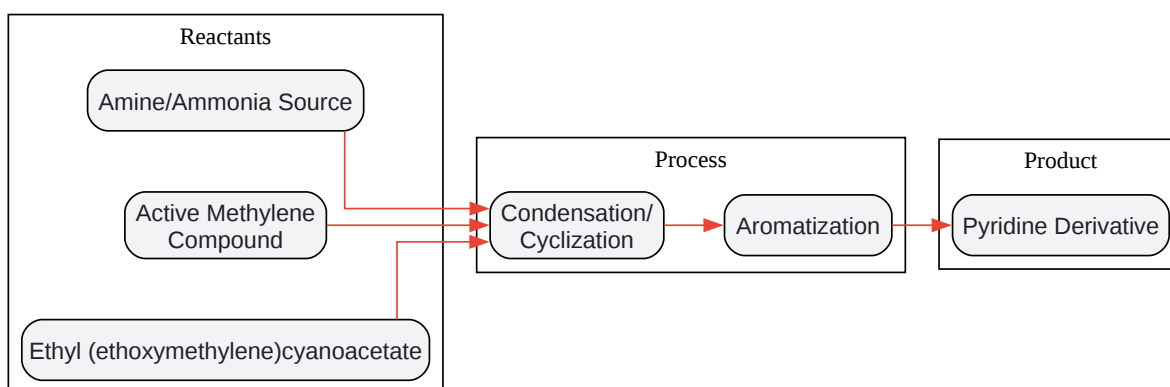 Reactants
Amine/Ammonia Source
Active Methylene
Compound
Ethyl (ethoxymethylene)cyanoacetate
Process
Condensation/
Cyclization
Aromatization
Product
Pyridine Derivative